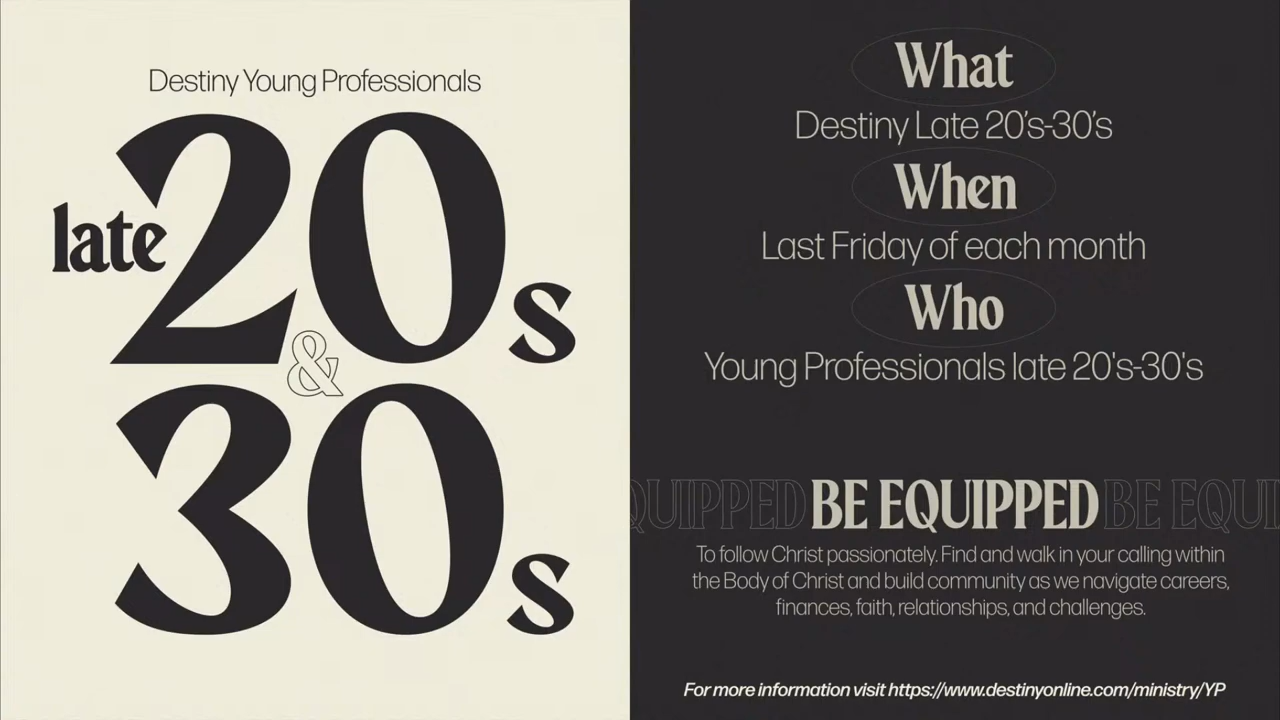 Destiny Young Professionals
late 20s
&
30s
What
Destiny Late 20's-30's
When
Last Friday of each month
Who
Young Professionals late 20's-30's
BE EQUIPPED
To follow Christ passionately. Find and walk in your calling within
the Body of Christ and build community as we navigate careers,
finances, faith, relationships, and challenges.
For more information visit https://www.destinyonline.com/ministry/YP